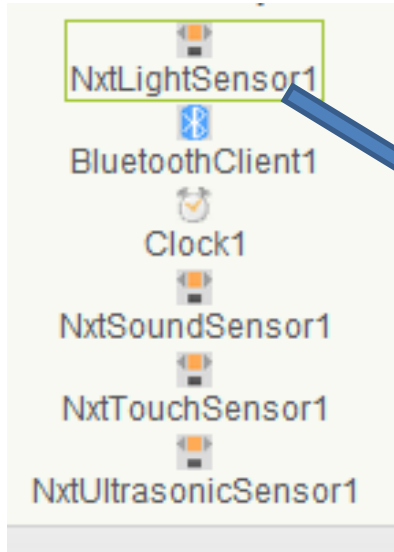 NxtLightSensor1
BluetoothClient1
Clock1
NxtSoundSensor1
NxtTouchSensor1
NxtUltrasonicSensor1